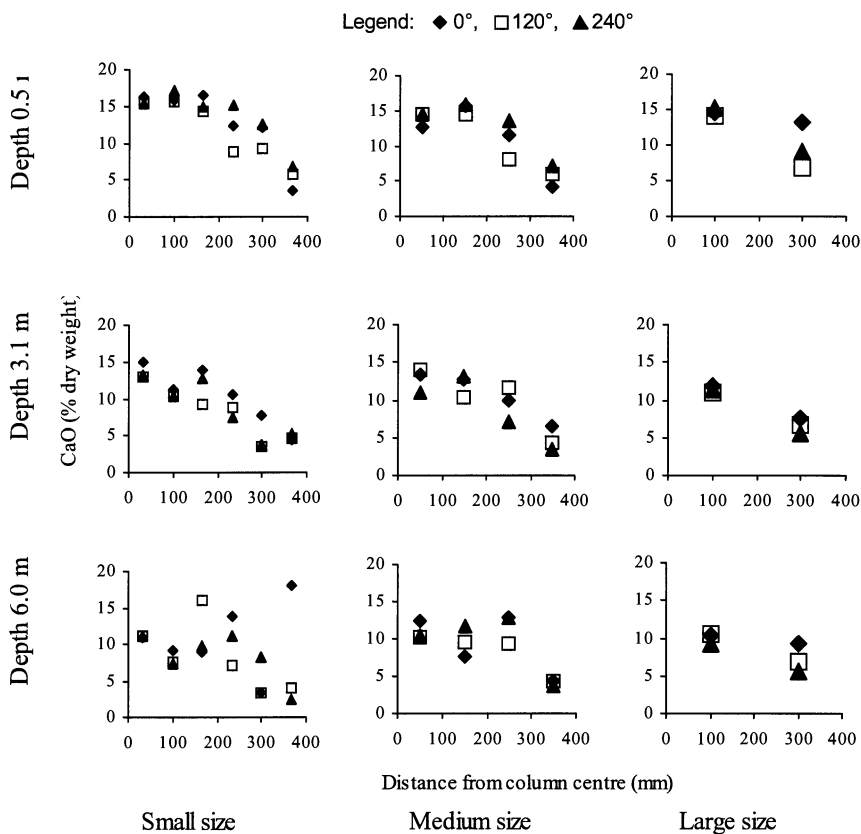 Legend: ◆ 0°, □ 120°, ▲ 240°
Depth 0.5
20
15
10
5
0
0 100 200 300 400
20
15
10
5
0
0 100 200 300 400
20
15
10
5
0
0 100 200 300 400
Depth 3.1 m
CaO (% dry weight)
20
15
10
5
0
0 100 200 300 400
20
15
10
5
0
0 100 200 300 400
20
15
10
5
0
0 100 200 300 400
Depth 6.0 m
20
15
10
5
0
0 100 200 300 400
20
15
10
5
0
0 100 200 300 400
20
15
10
5
0
0 100 200 300 400
Distance from column centre (mm)
Small size
Medium size
Large size